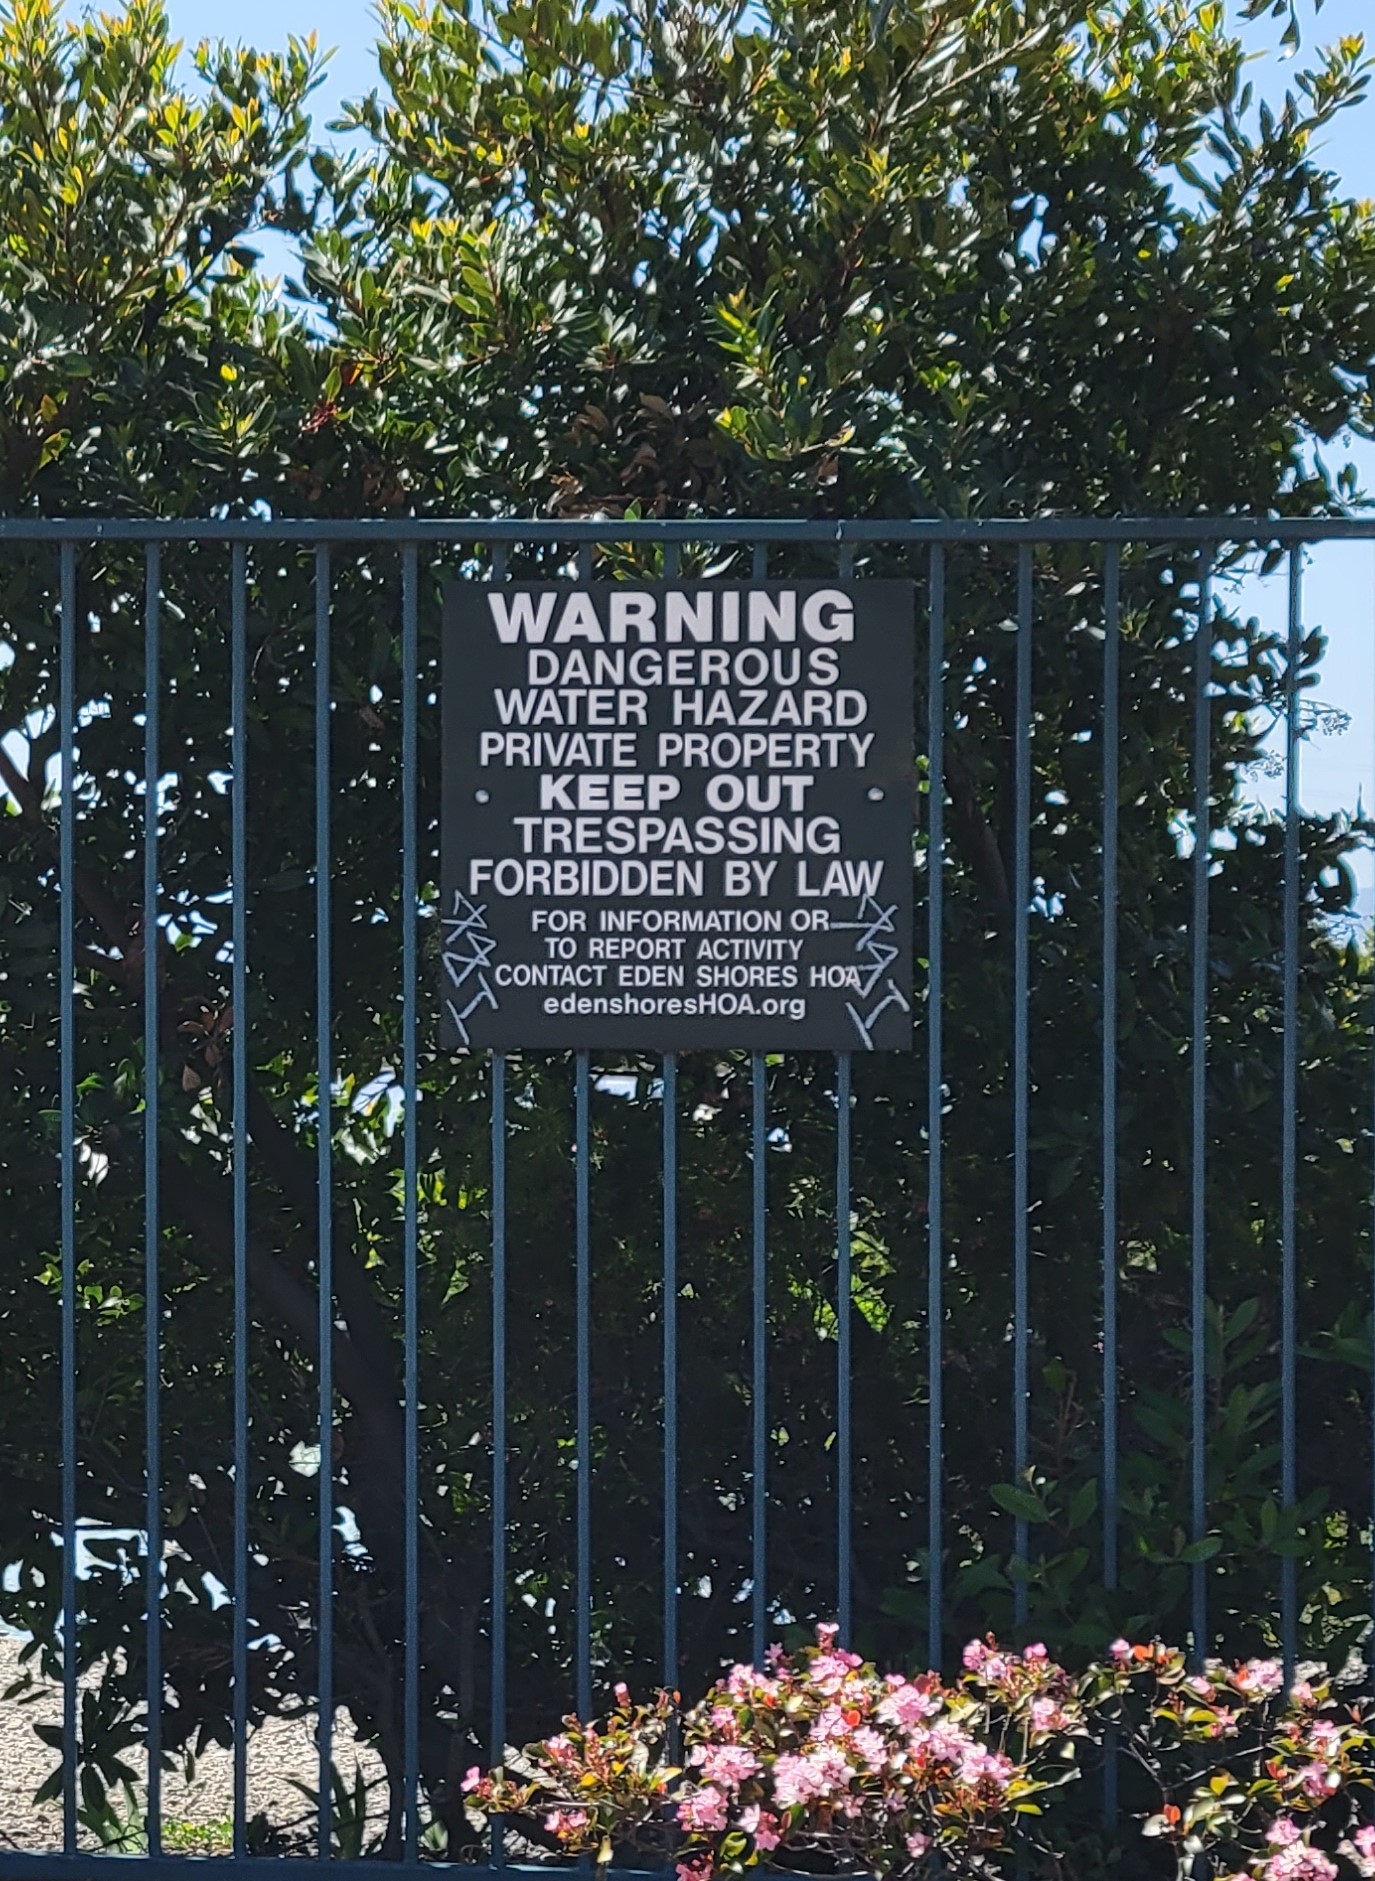 WARNING
DANGEROUS
WATER HAZARD
PRIVATE PROPERTY
KEEP OUT
TRESPASSING
FORBIDDEN BY LAW
FOR INFORMATION OR
TO REPORT ACTIVITY
CONTACT EDEN SHORES HOA
edenshoresHOA.org